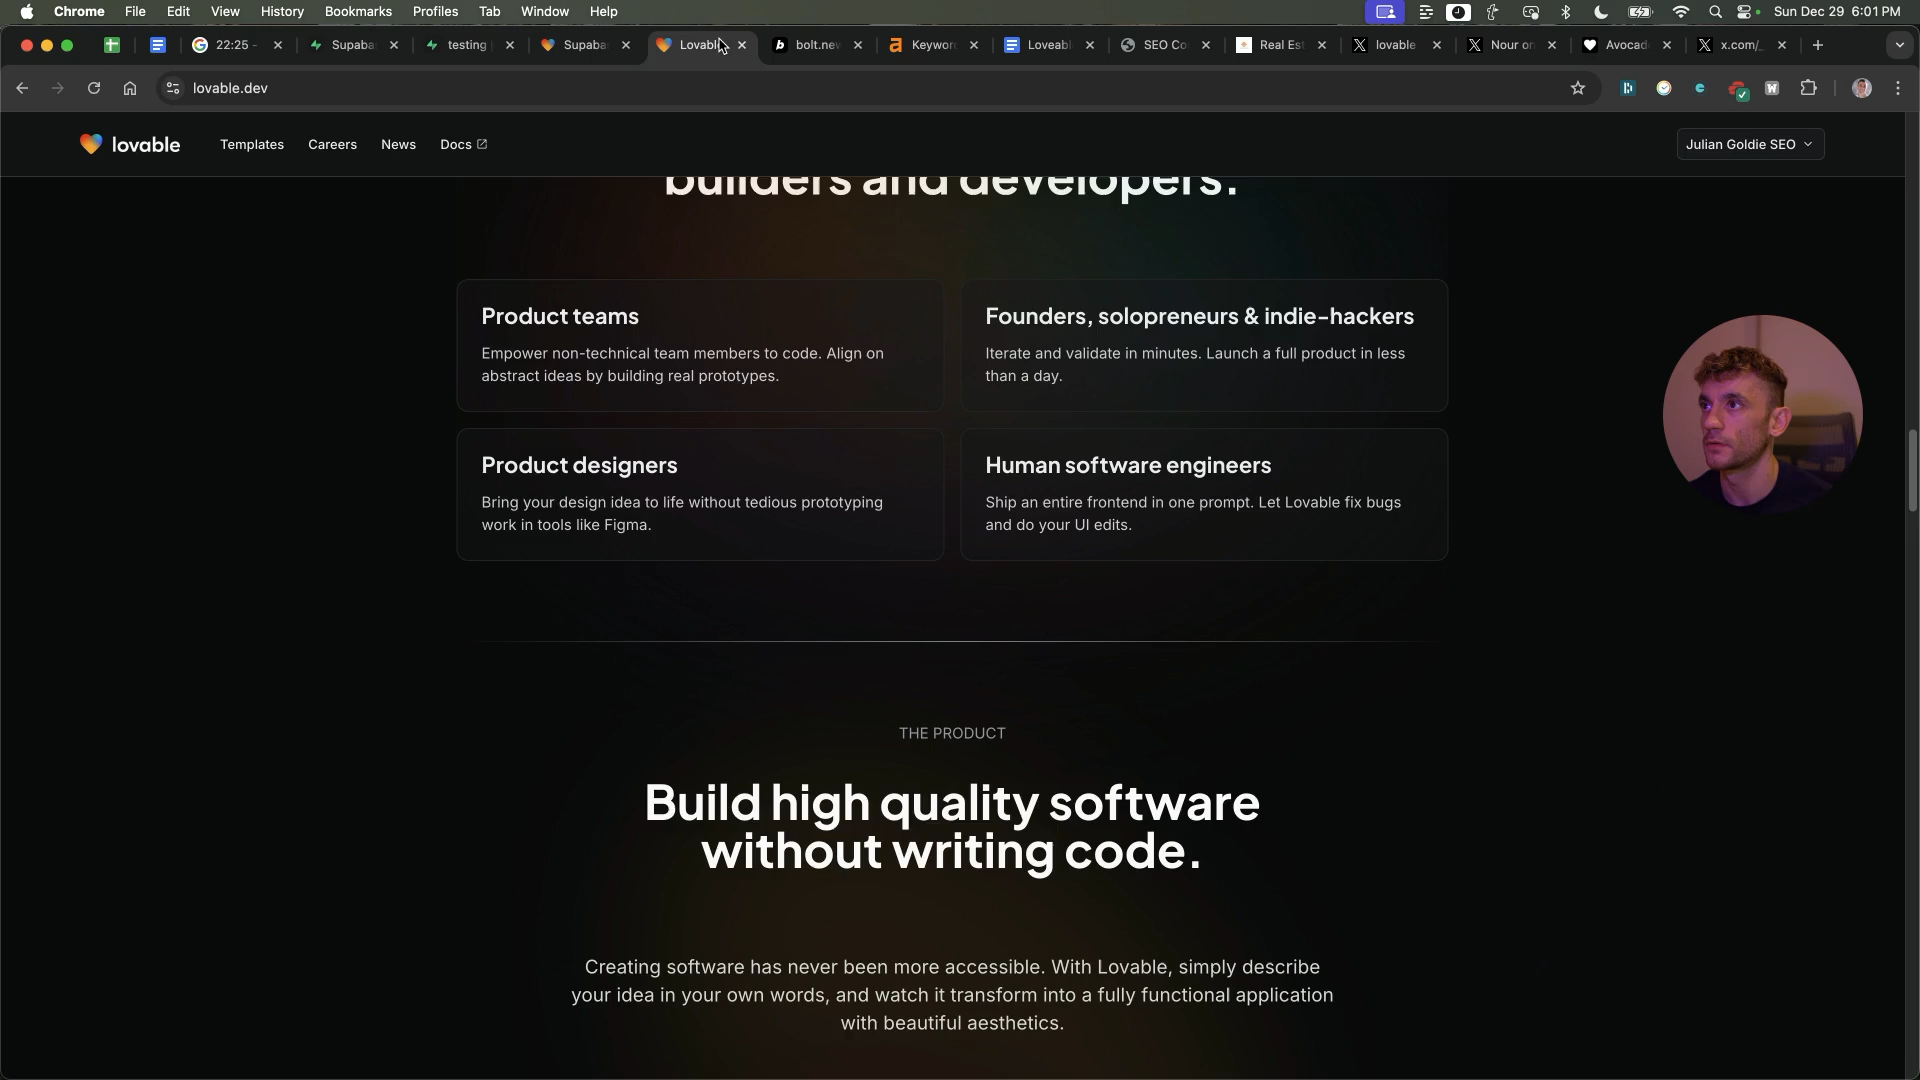 Chrome File Edit View History Bookmarks Profiles Tab Window Help Sun Dec 29 6:01 PM
22:25 - Supaba testing Supaba Lovabl bolt.new Keywor Loveab SEO Co Real Est lovable Nour on Avocad x.com/_
lovable.dev
lovable Templates Careers News Docs Julian Goldie SEO
builders and developers.
Product teams
Empower non-technical team members to code. Align on
abstract ideas by building real prototypes.
Founders, solopreneurs & indie-hackers
Iterate and validate in minutes. Launch a full product in less
than a day.
Product designers
Bring your design idea to life without tedious prototyping
work in tools like Figma.
Human software engineers
Ship an entire frontend in one prompt. Let Lovable fix bugs
and do your UI edits.
THE PRODUCT
Build high quality software
without writing code.
Creating software has never been more accessible. With Lovable, simply describe
your idea in your own words, and watch it transform into a fully functional application
with beautiful aesthetics.